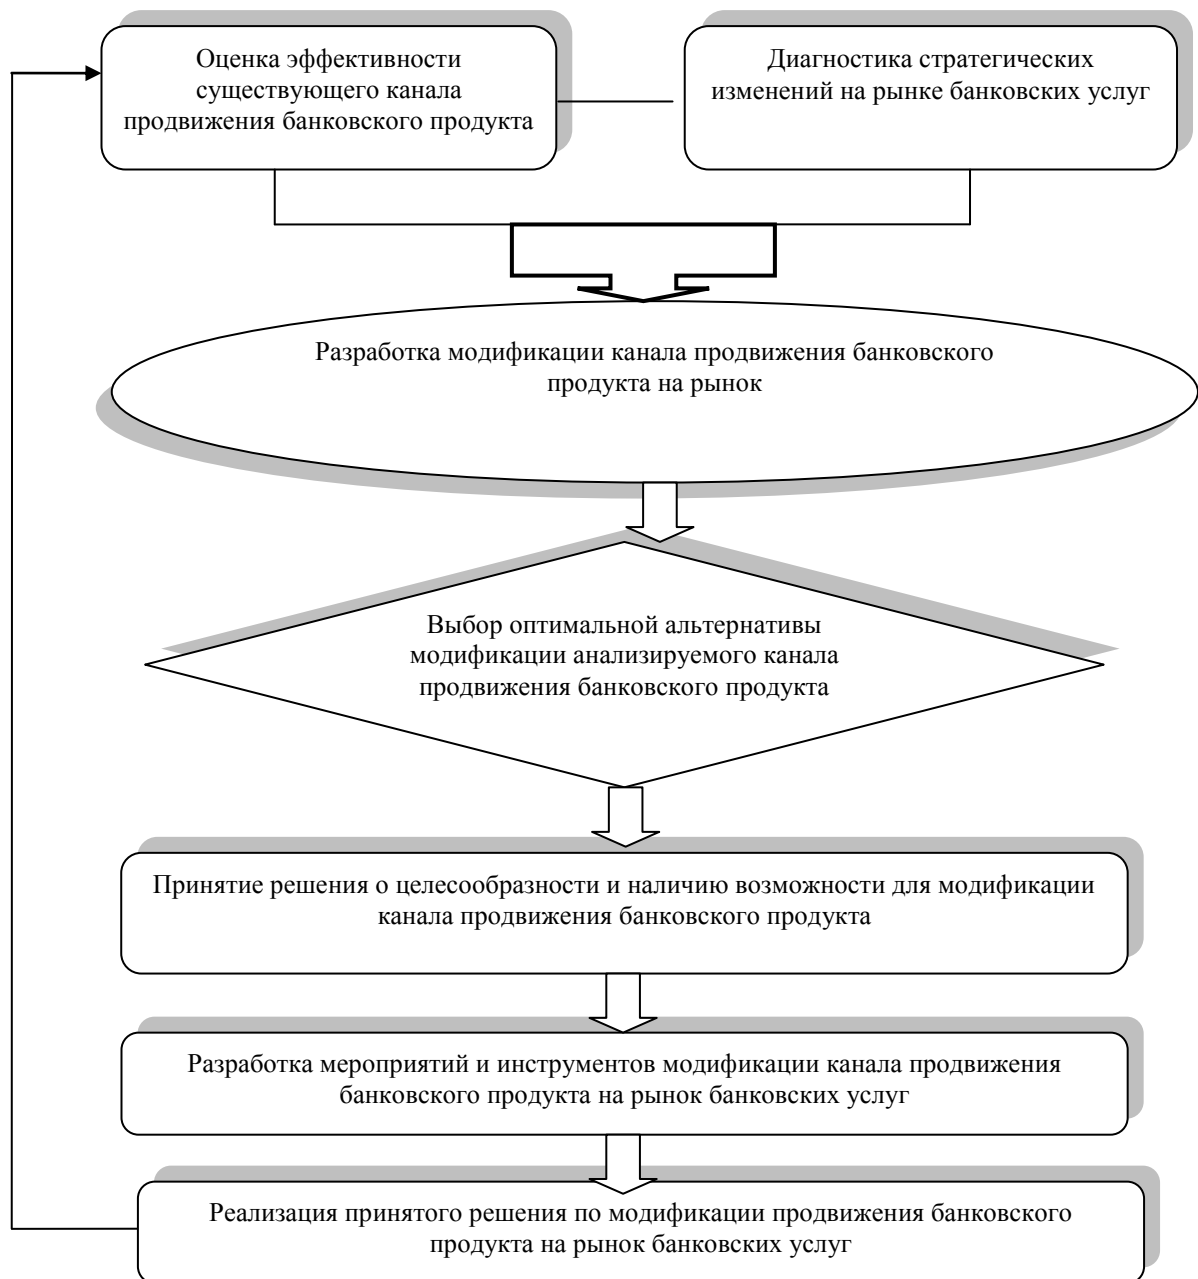 Оценка эффективности
существующего канала
продвижения банковского продукта
Диагностика стратегических
изменений на рынке банковских услуг
Разработка модификации канала продвижения банковского
продукта на рынок
Выбор оптимальной альтернативы
модификации анализируемого канала
продвижения банковского продукта
Принятие решения о целесообразности и наличию возможности для модификации
канала продвижения банковского продукта
Разработка мероприятий и инструментов модификации канала продвижения
банковского продукта на рынок банковских услуг
Реализация принятого решения по модификации продвижения банковского
продукта на рынок банковских услуг